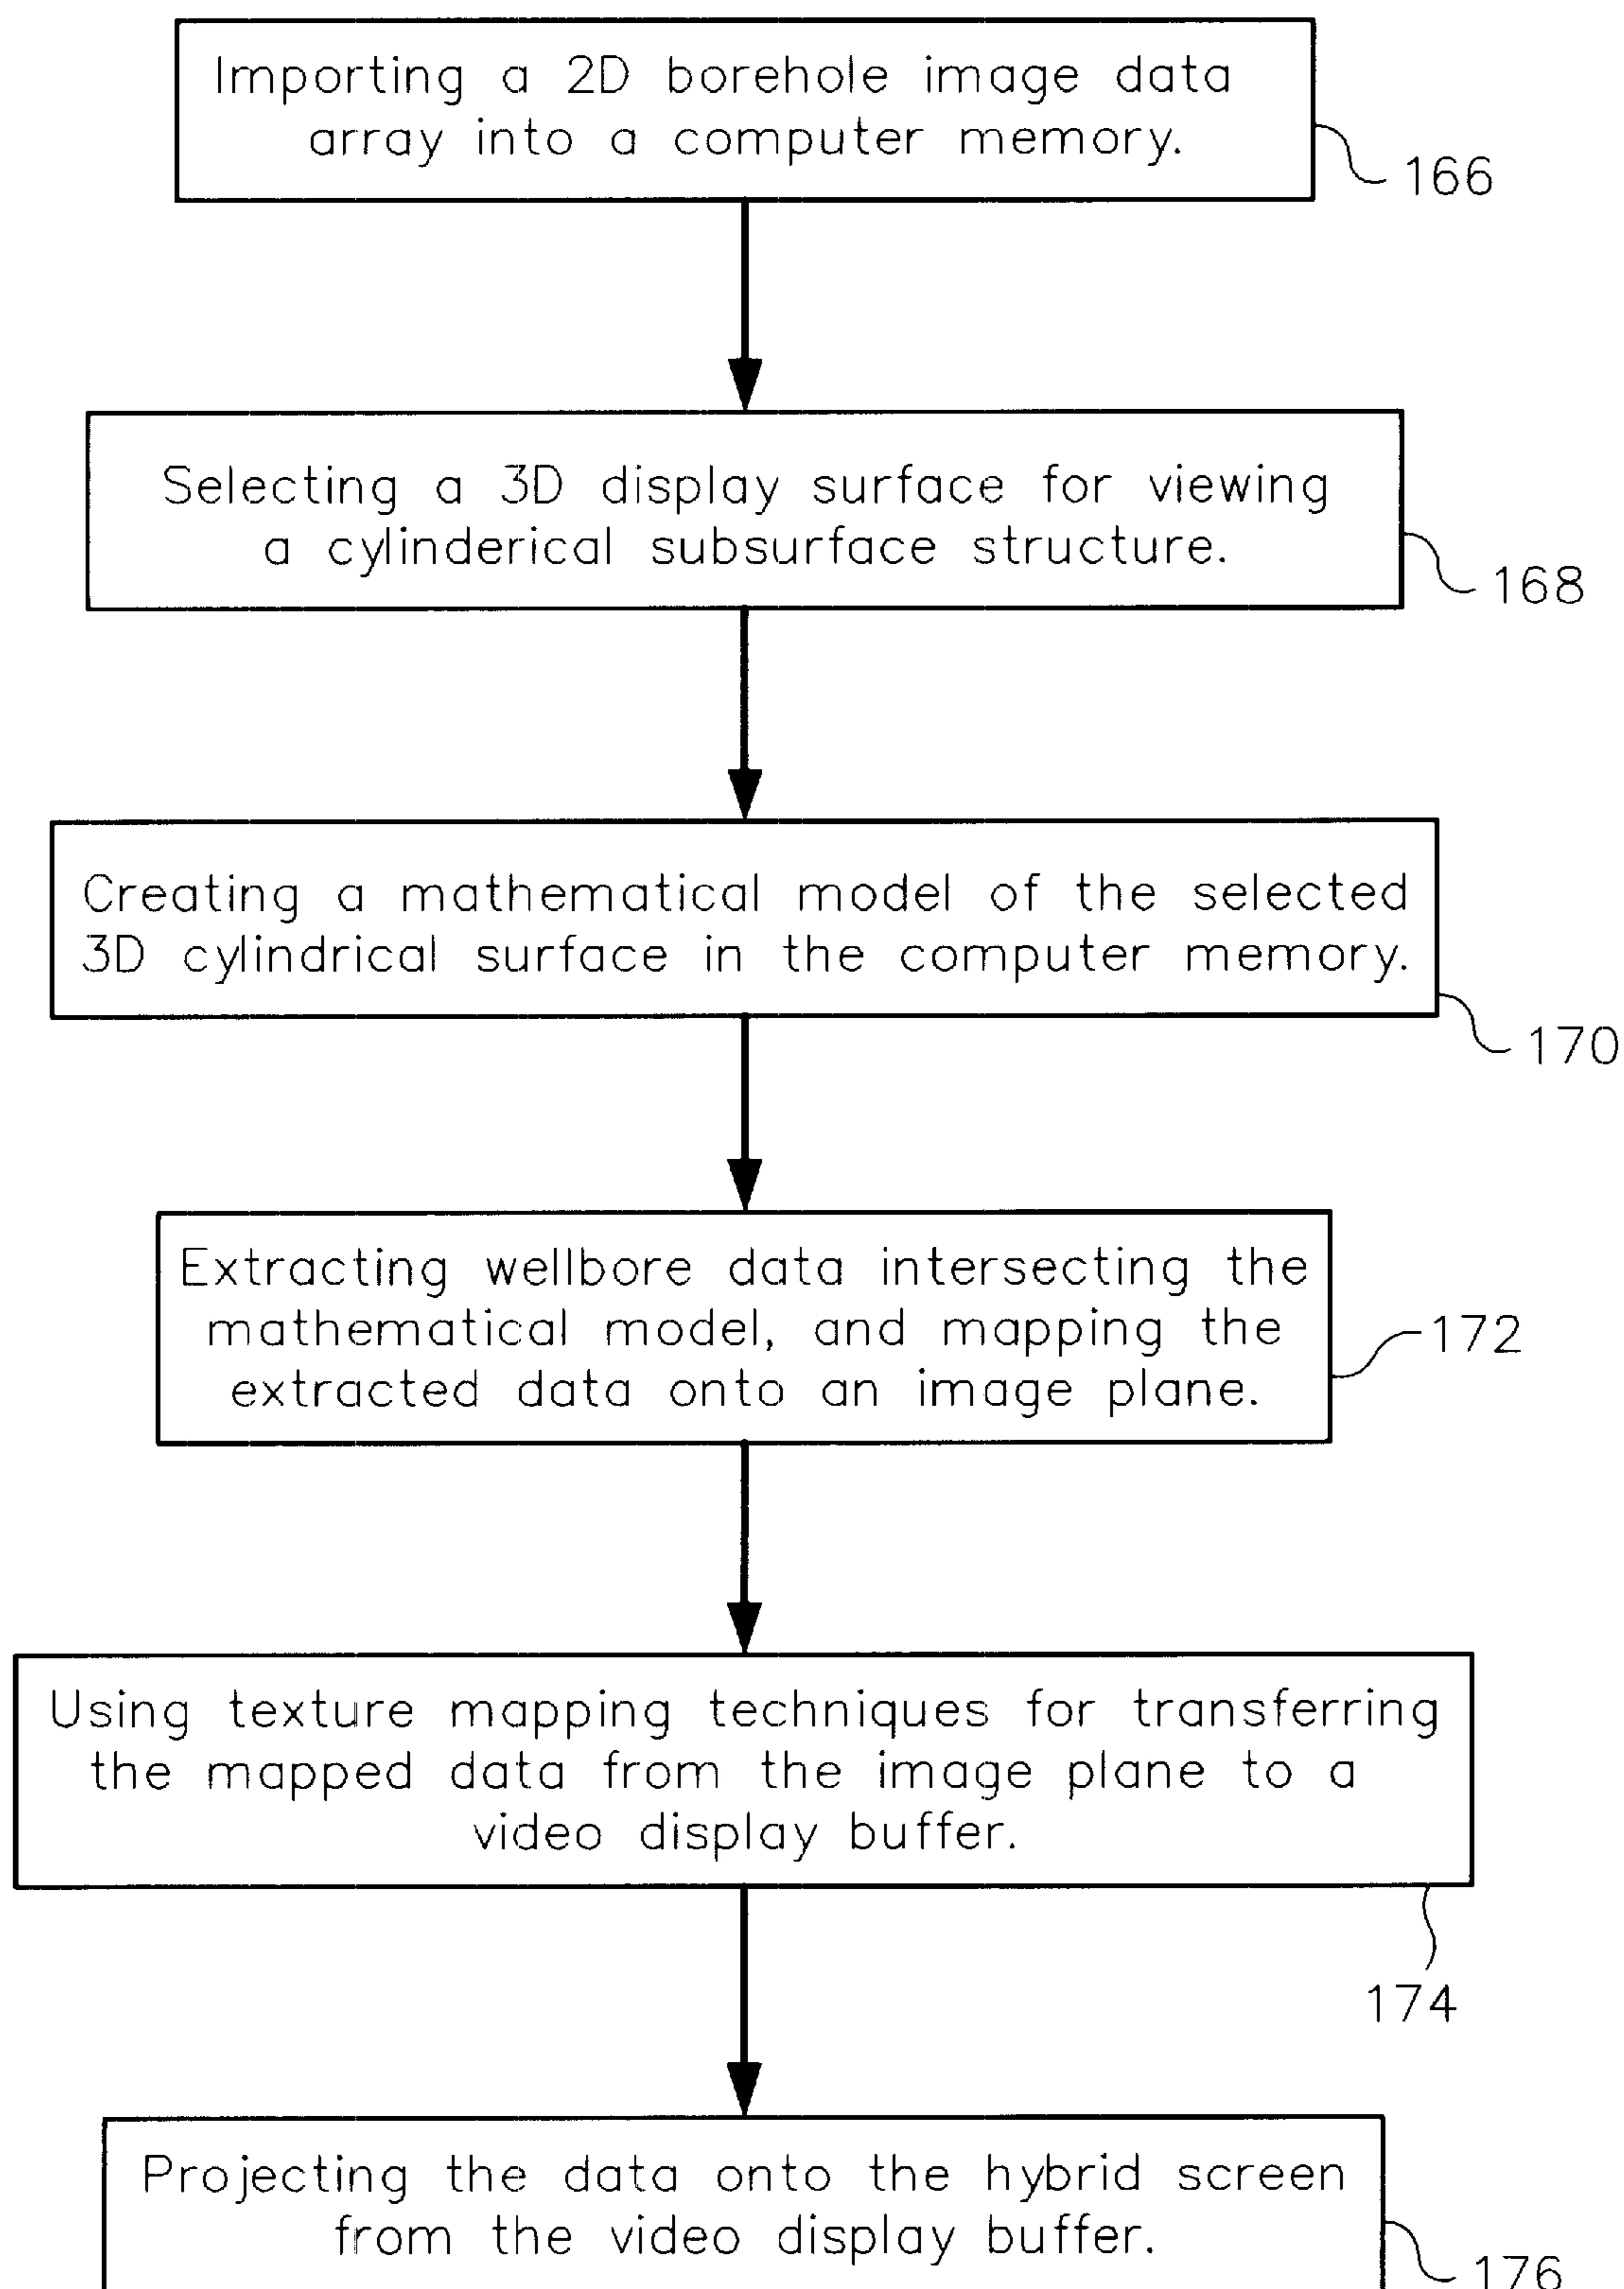 Importing a 2D borehole image data
array into a computer memory.
166
Selecting a 3D display surface for viewing
a cylinderical subsurface structure.
168
Creating a mathematical model of the selected
3D cylindrical surface in the computer memory.
170
Extracting wellbore data intersecting the
mathematical model, and mapping the
extracted data onto an image plane.
172
Using texture mapping techniques for transferring
the mapped data from the image plane to a
video display buffer.
174
Projecting the data onto the hybrid screen
from the video display buffer.
176